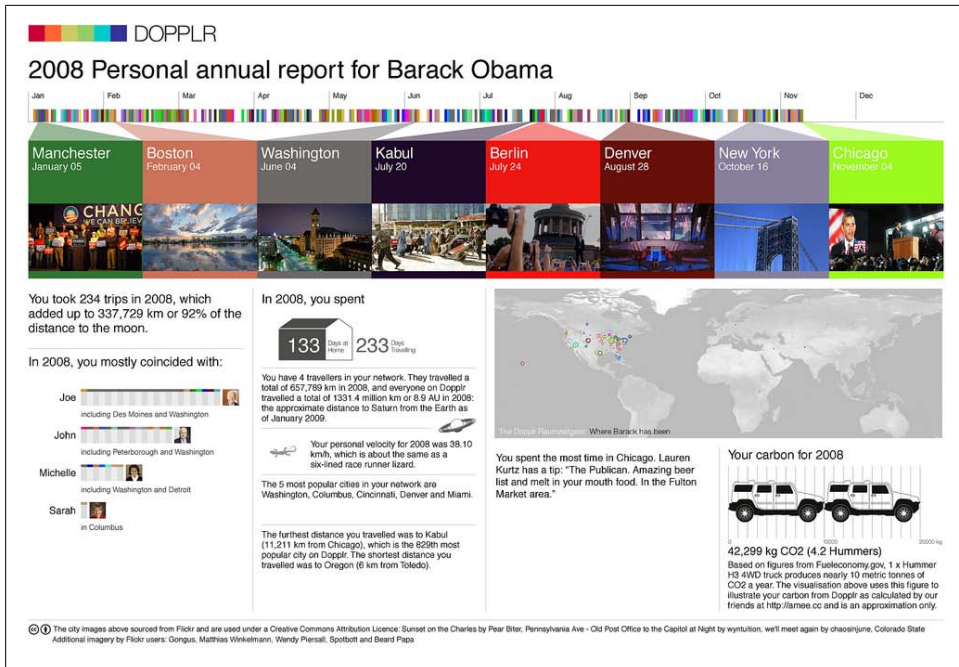 DOPPLR
2008 Personal annual report for Barack Obama
Jan Feb Mar Apr May Jun Jul Aug Sep Oct Nov Dec
Manchester
January 05
Boston
February 04
Washington
June 04
Kabul
July 20
Berlin
July 24
Denver
August 28
New York
October 16
Chicago
November 04
CHANG
WE CAN BELIEV
You took 234 trips in 2008, which
added up to 337,729 km or 92% of the
distance to the moon.
In 2008, you mostly coincided with:
Joe
including Des Moines and Washington
John
including Peterborough and Washington
Michelle
including Washington and Detroit
Sarah
in Columbus
In 2008, you spent
133 Days at Home
233 Days Travelling
You have 4 travellers in your network. They travelled a
total of 657,789 km in 2008, and everyone on Dopplr
travelled a total of 1331.4 million km or 8.9 AU in 2008:
the approximate distance to Saturn from the Earth as
of January 2009.
Your personal velocity for 2008 was 38.10
km/h, which is about the same as a
six-lined race runner lizard.
The 5 most popular cities in your network are
Washington, Columbus, Cincinnati, Denver and Miami.
The furthest distance you travelled was to Kabul
(11,211 km from Chicago), which is the 829th most
popular city on Dopplr. The shortest distance you
travelled was to Oregon (6 km from Toledo).
The Dopplr Raumzeitgeist: Where Barack has been
You spent the most time in Chicago. Lauren
Kurtz has a tip: “The Publican. Amazing beer
list and melt in your mouth food. In the Fulton
Market area.”
Your carbon for 2008
0 10000 20000 kg
42,299 kg CO2 (4.2 Hummers)
Based on figures from Fueleconomy.gov, 1 x Hummer
H3 4WD truck produces nearly 10 metric tonnes of
CO2 a year. The visualisation above uses this figure to
illustrate your carbon from Dopplr as calculated by our
friends at http://amee.cc and is an approximation only.
The city images above sourced from Flickr and are used under a Creative Commons Attribution Licence: Sunset on the Charles by Pear Biter, Pennsylvania Ave - Old Post Office to the Capitol at Night by wyntuition, we'll meet again by chaosinjune, Colorado State
Additional imagery by Flickr users: Gongus, Matthias Winkelmann, Wendy Piersall, Spotbott and Beard Papa